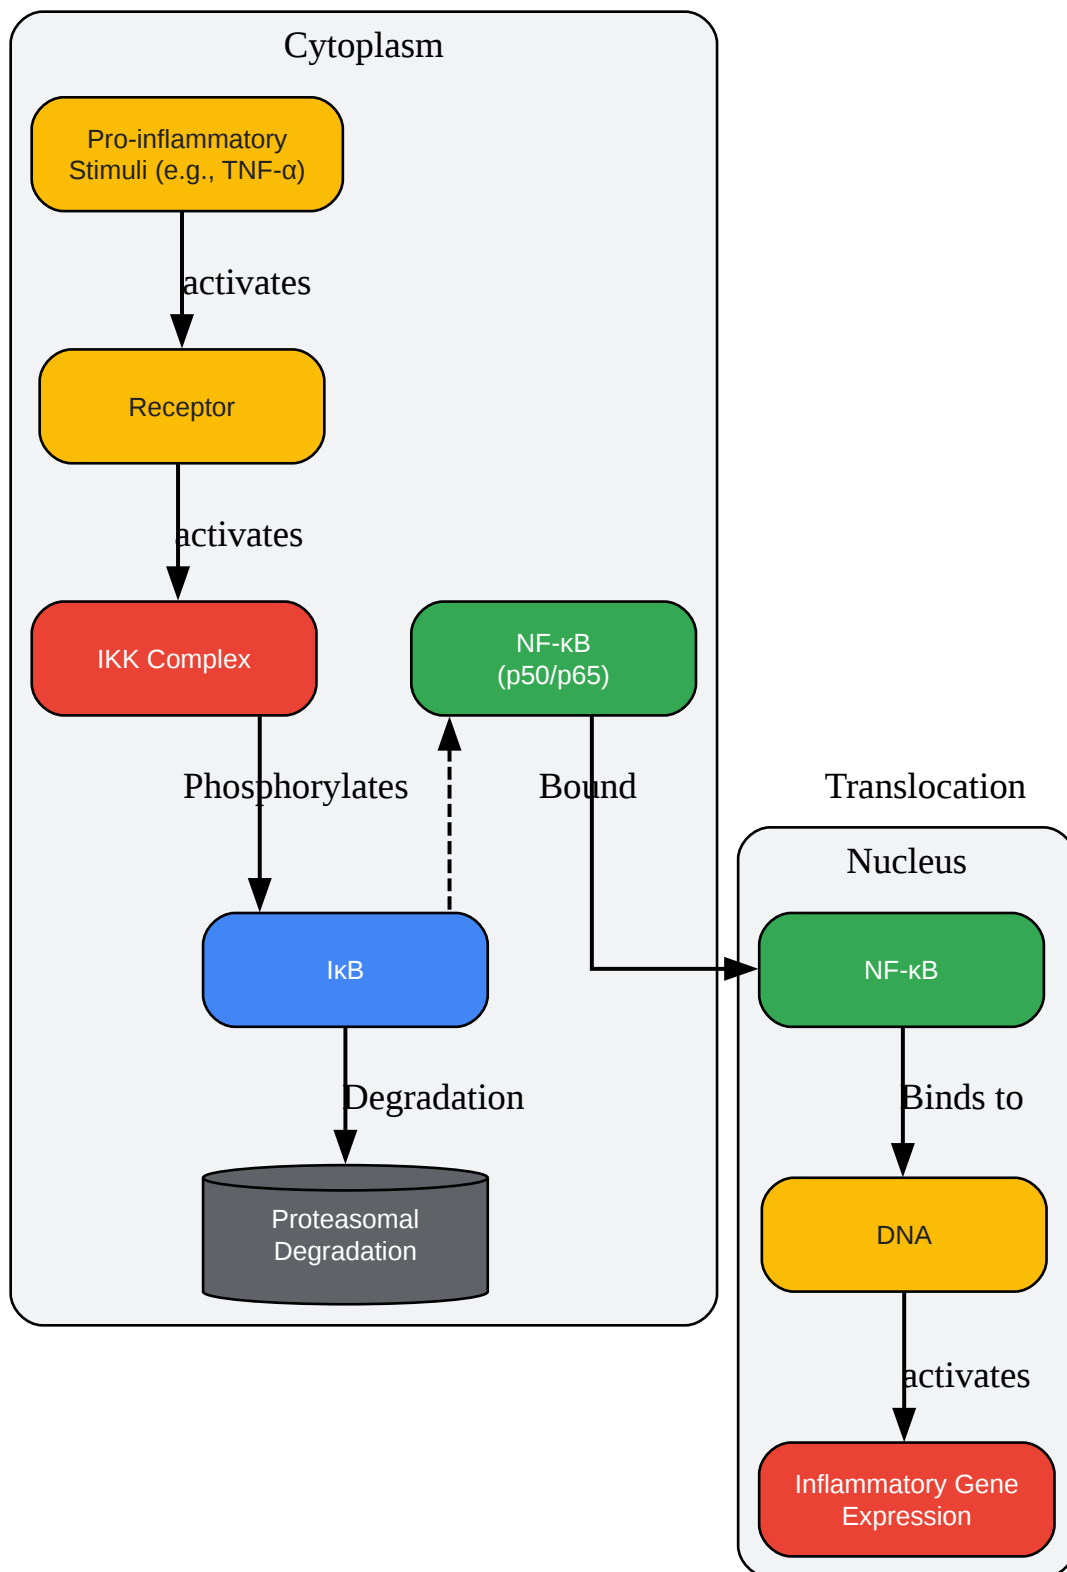 Cytoplasm
Pro-inflammatory
Stimuli (e.g., TNF-α)
activates
Receptor
activates
IKK Complex
NF-κB
(p50/p65)
Phosphorylates
Bound
Translocation
Nucleus
IκB
NF-κB
Degradation
Binds to
Proteasomal
Degradation
DNA
activates
Inflammatory Gene
Expression